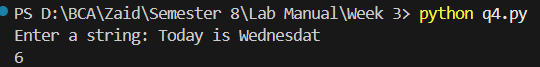 PS D:\BCA\Zaid\Semester 8\Lab Manual\Week 3> python q4.py
Enter a string: Today is Wednesdat
6